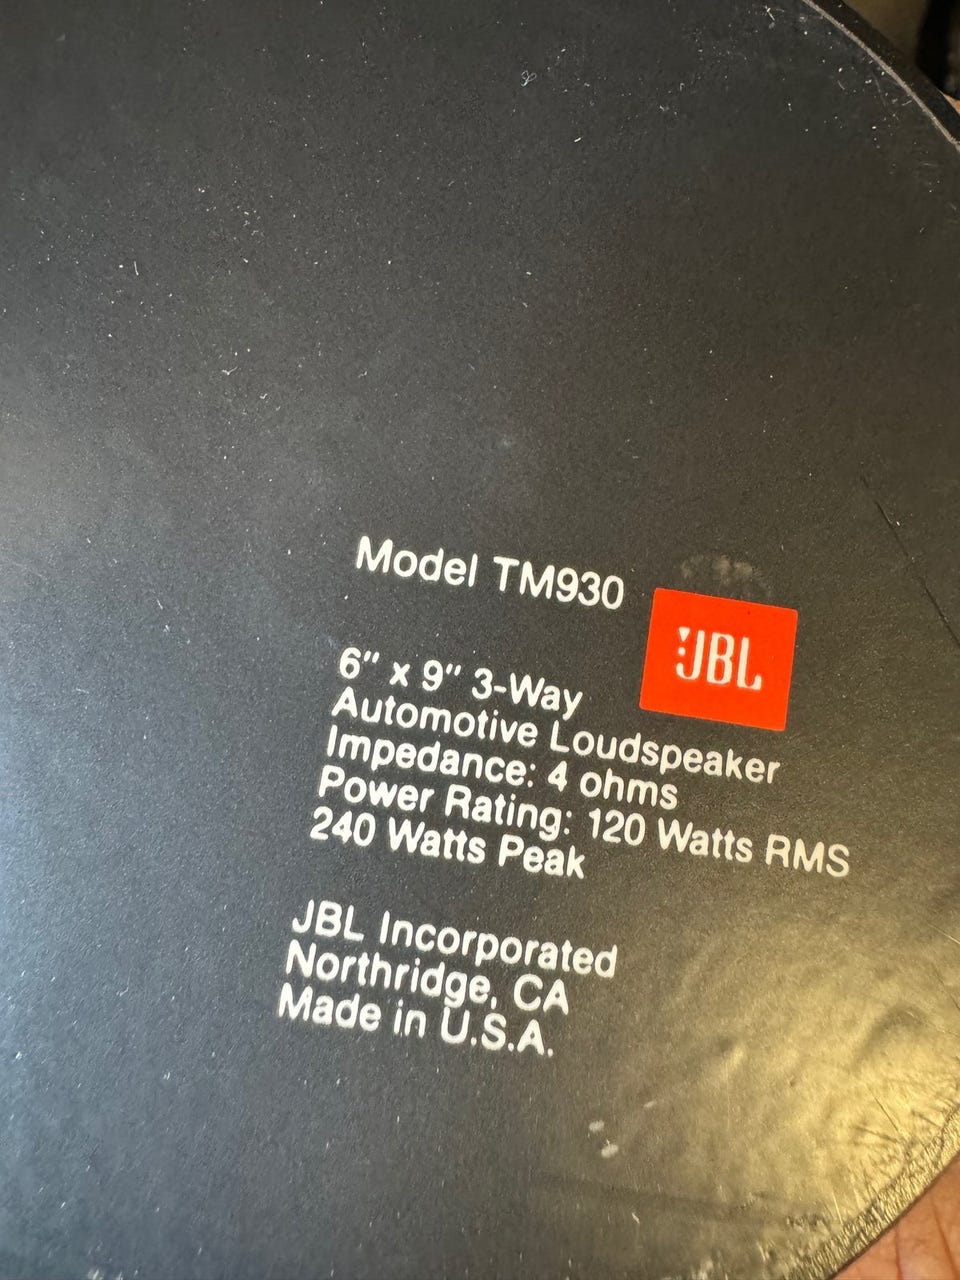 Model TM930
JBL
6" x 9" 3-Way
Automotive Loudspeaker
Impedance: 4 ohms
Power Rating: 120 Watts RMS
240 Watts Peak
JBL Incorporated
Northridge, CA
Made in U.S.A.